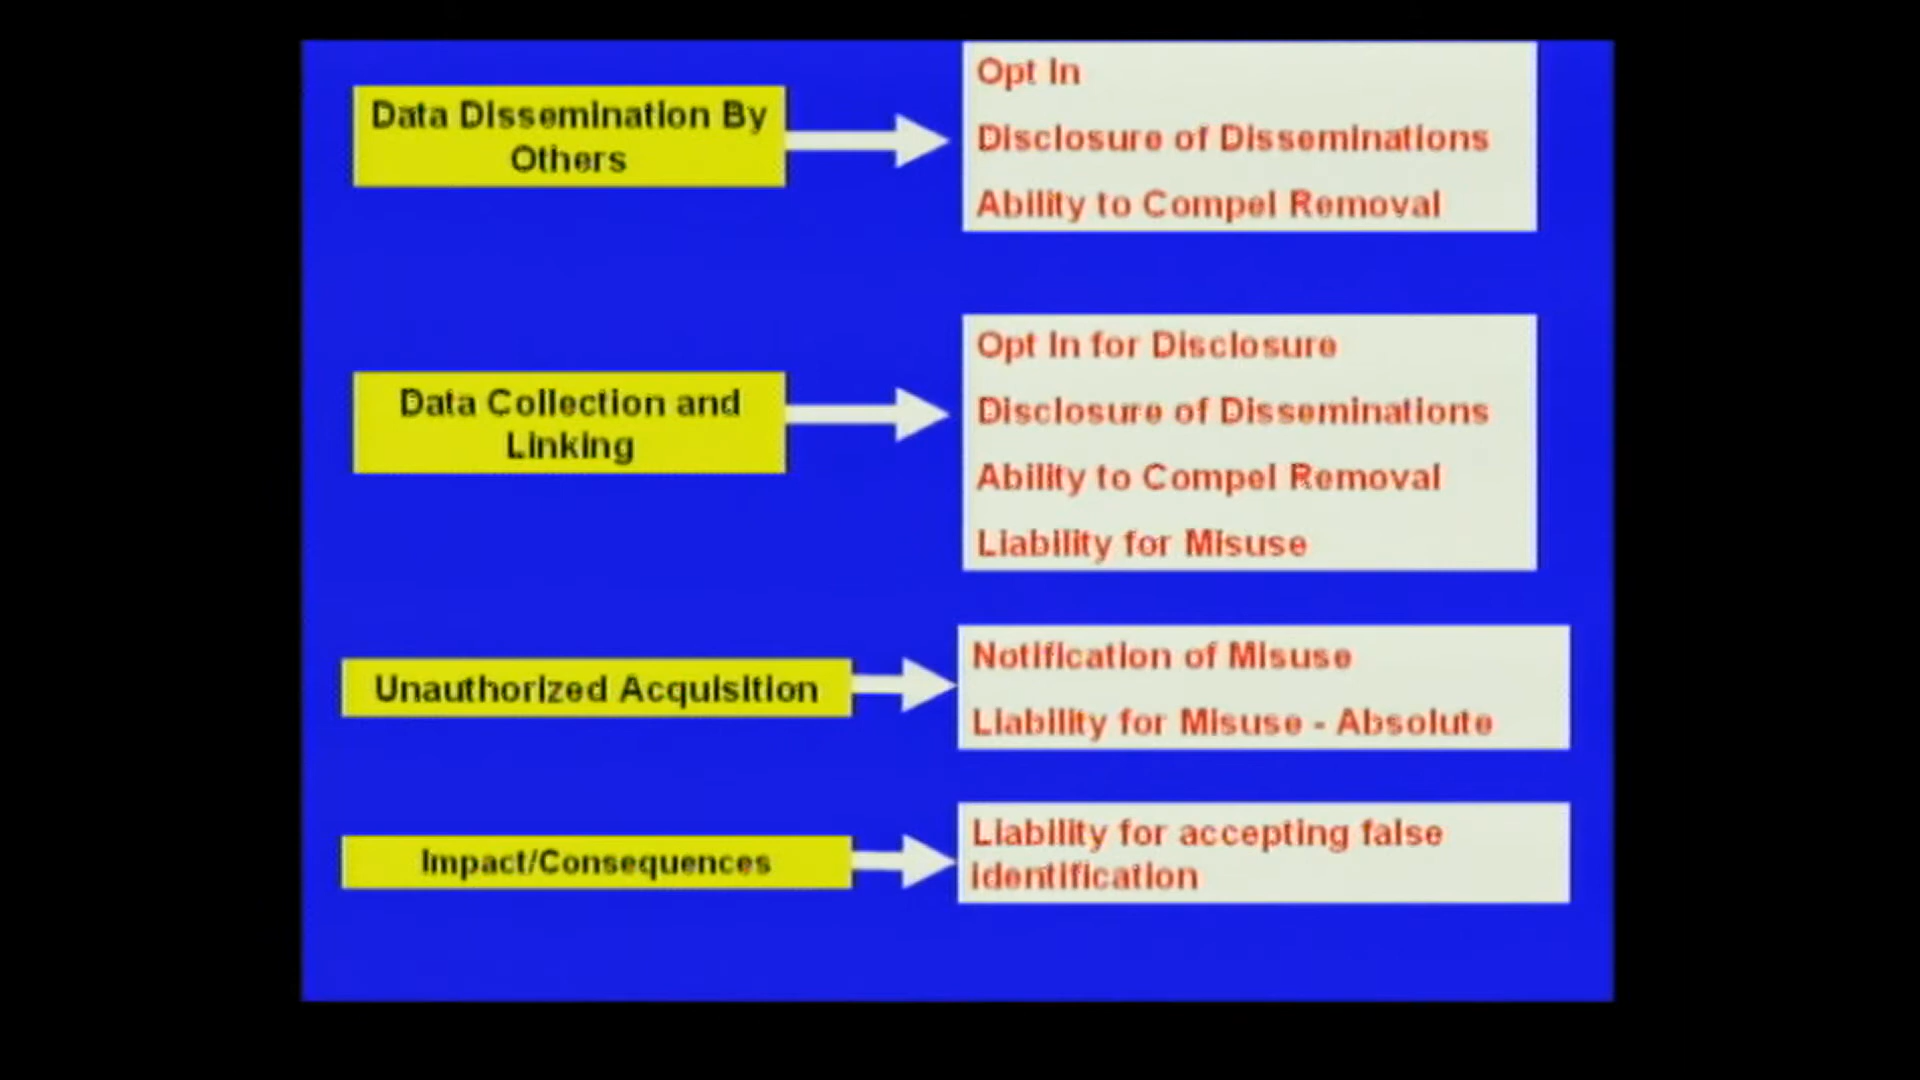 Data Dissemination By
Others
Opt In
Disclosure of Disseminations
Ability to Compel Removal
Data Collection and
Linking
Opt In for Disclosure
Disclosure of Disseminations
Ability to Compel Removal
Liability for Misuse
Unauthorized Acquisition
Notification of Misuse
Liability for Misuse - Absolute
Impact/Consequences
Liability for accepting false
identification